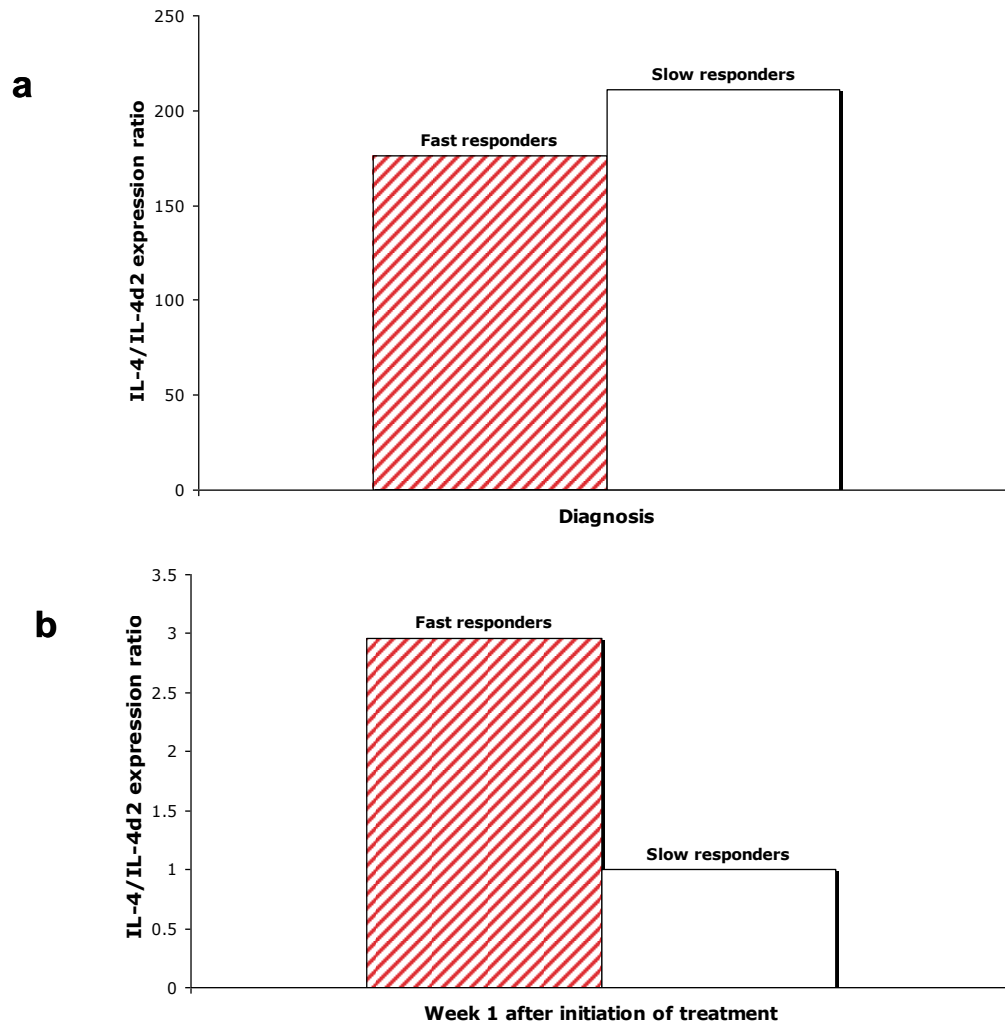 a
IL-4/IL-4d2 expression ratio
250
200
150
100
50
0
Fast responders
Slow responders
Diagnosis
b
IL-4/IL-4d2 expression ratio
3.5
3
2.5
2
1.5
1
0.5
0
Fast responders
Slow responders
Week 1 after initiation of treatment